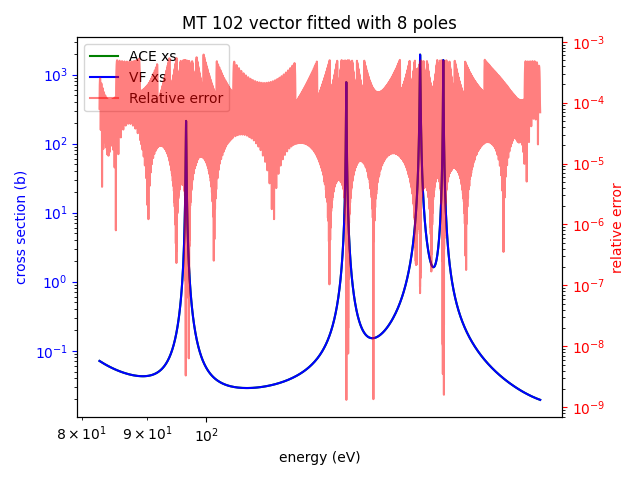 MT 102 vector fitted with 8 poles
ACE xs
VF xs
Relative error
cross section (b)
10³
10²
10¹
10⁰
10⁻¹
10⁻³
10⁻⁴
10⁻⁵
10⁻⁶
10⁻⁷
10⁻⁸
10⁻⁹
relative error
8 × 10¹ 9 × 10¹ 10²
energy (eV)